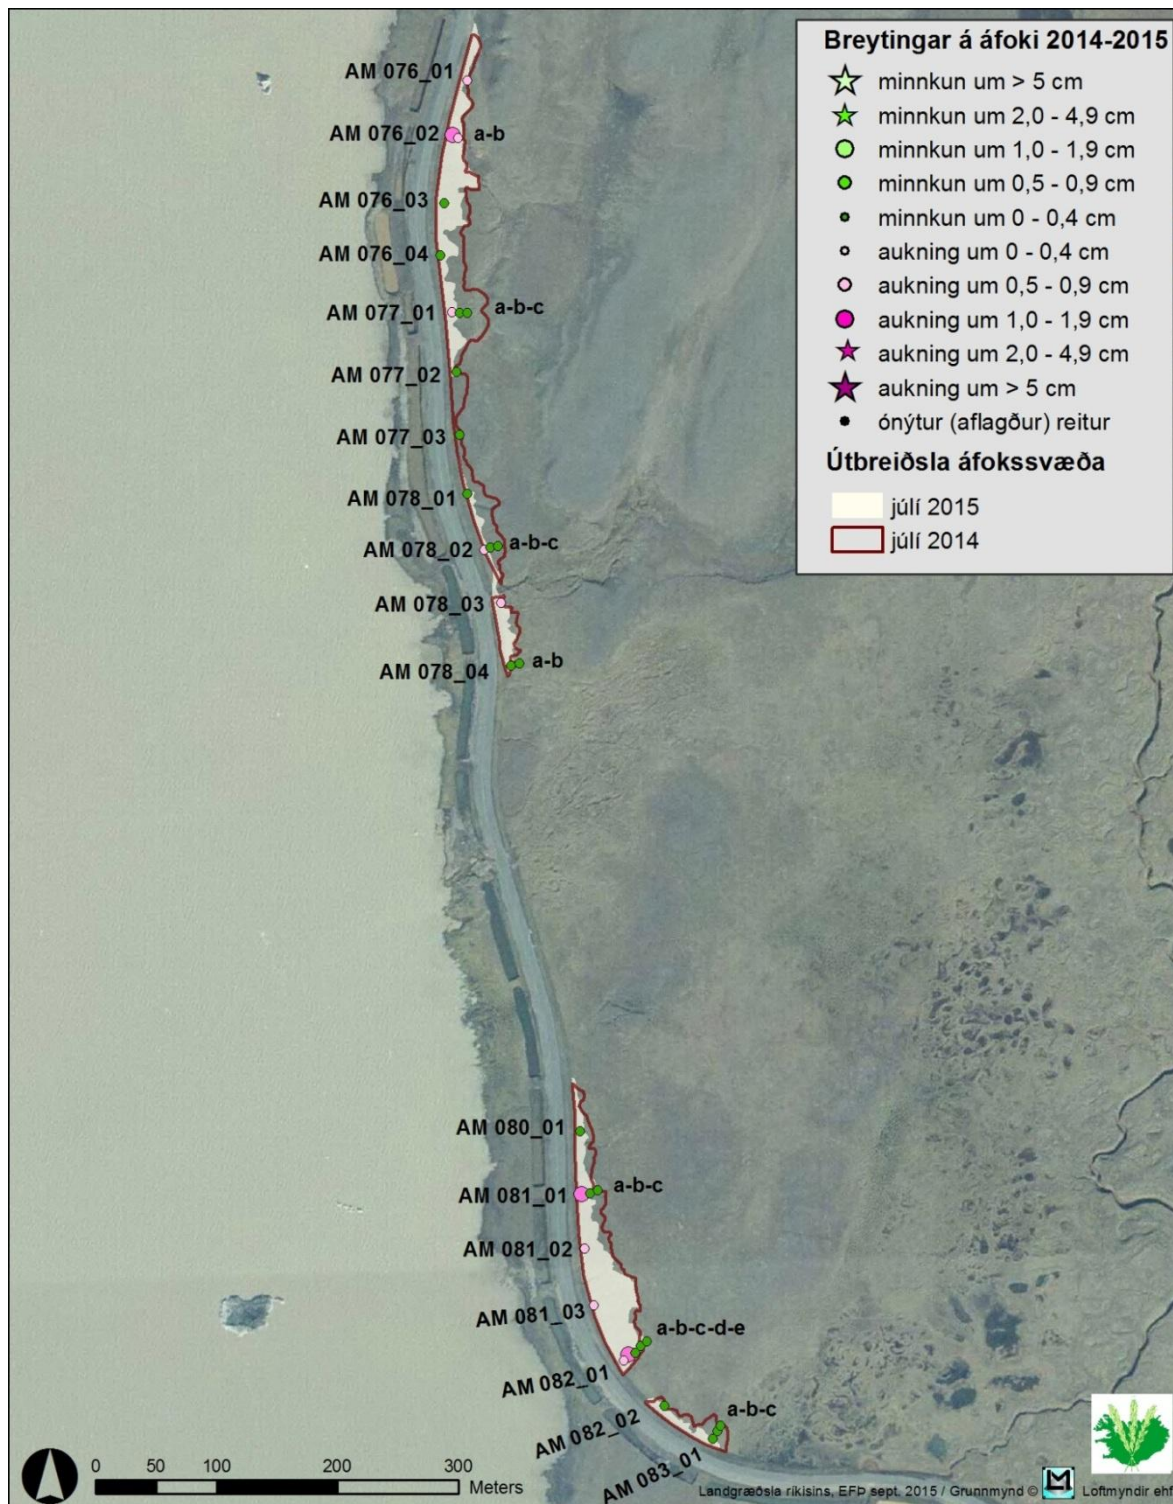 Breytingar á áfoki 2014-2015
minnkun um > 5 cm
minnkun um 2,0 - 4,9 cm
minnkun um 1,0 - 1,9 cm
minnkun um 0,5 - 0,9 cm
minnkun um 0 - 0,4 cm
aukning um 0 - 0,4 cm
aukning um 0,5 - 0,9 cm
aukning um 1,0 - 1,9 cm
aukning um 2,0 - 4,9 cm
aukning um > 5 cm
ónýtur (aflagður) reitur
Útbreiðsla áfokssvæða
júlí 2015
júlí 2014
AM 076_01
AM 076_02 a-b
AM 076_03
AM 076_04
AM 077_01 a-b-c
AM 077_02
AM 077_03
AM 078_01
AM 078_02 a-b-c
AM 078_03
AM 078_04 a-b
AM 080_01
AM 081_01 a-b-c
AM 081_02
AM 081_03
AM 082_01 a-b-c-d-e
AM 082_02
AM 083_01 a-b-c
0 50 100 200 300
Meters
Landgræðsla ríkisins, EFÞ sept. 2015 / Grunnmynd © LM Loftmyndir ehf